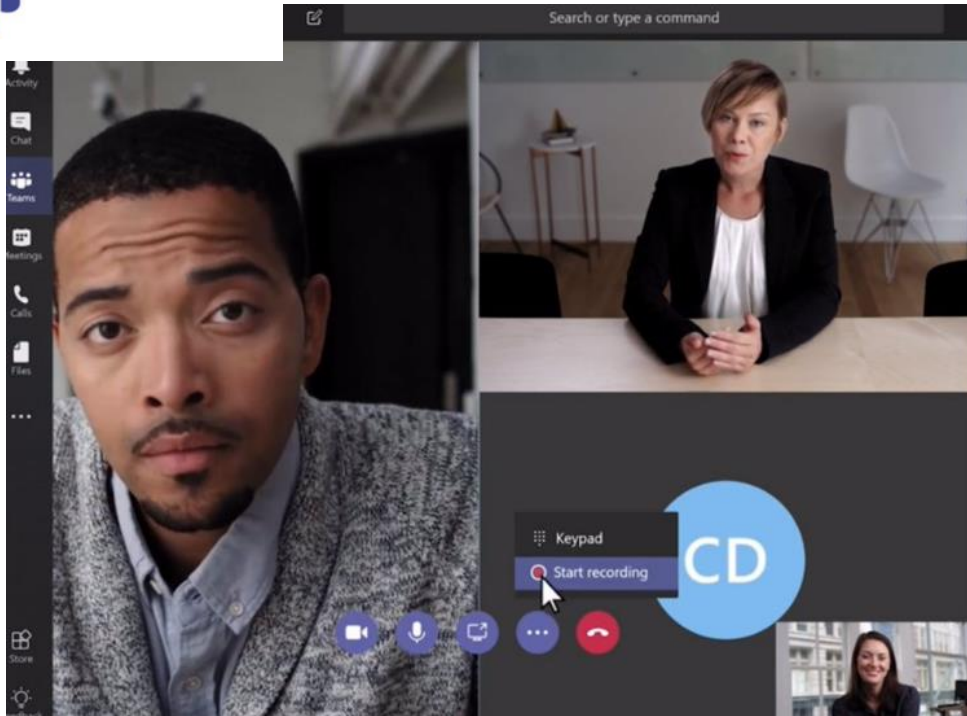 Search or type a command
Activity
Chat
Teams
Meetings
Calls
Files
Keypad
Start recording
CD
Store